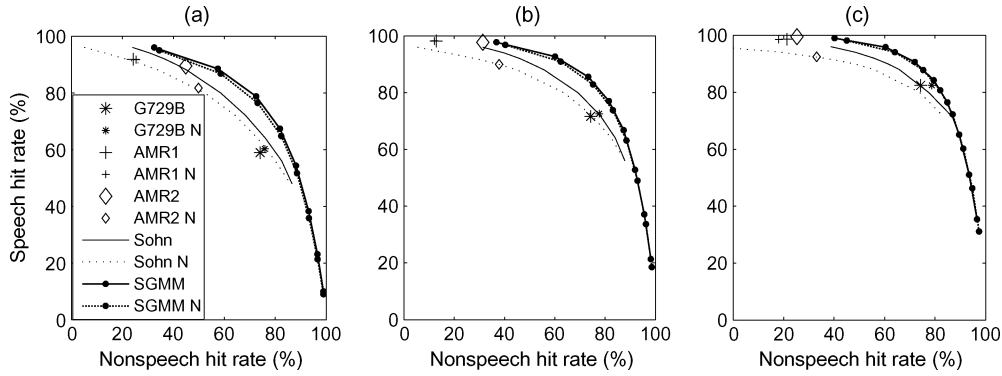 (a)
(b)
(c)
Speech hit rate (%)
100
80
60
40
20
0
G729B
G729B N
AMR1
AMR1 N
AMR2
AMR2 N
Sohn
Sohn N
SGMM
SGMM N
0 20 40 60 80 100
Nonspeech hit rate (%)
100
80
60
40
20
0
0 20 40 60 80 100
Nonspeech hit rate (%)
100
80
60
40
20
0
0 20 40 60 80 100
Nonspeech hit rate (%)